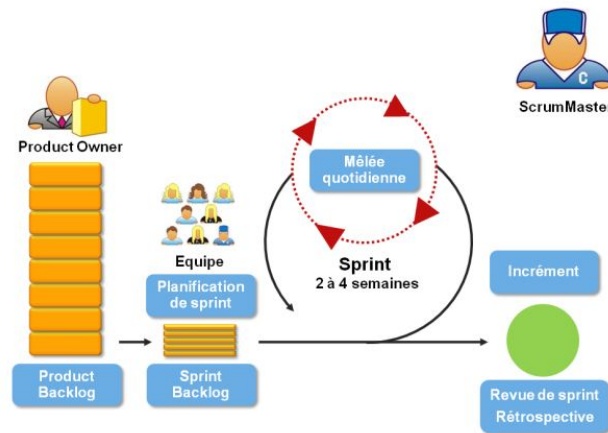 C
ScrumMaster
Product Owner
Mêlée
quotidienne
Equipe
Sprint
2 à 4 semaines
Planification
de sprint
Incrément
Product
Backlog
Sprint
Backlog
Revue de sprint
Rétrospective